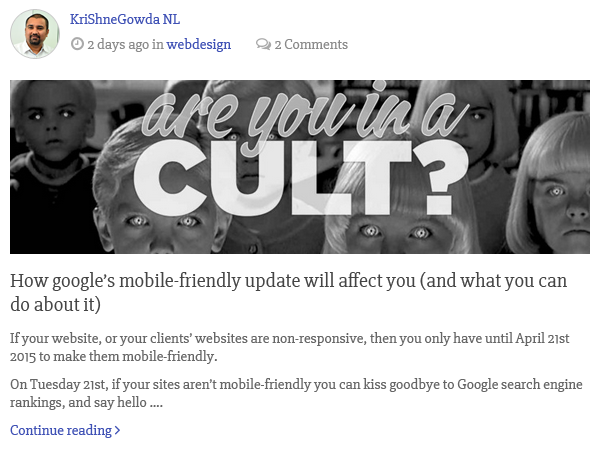 KriShneGowda NL
2 days ago in webdesign 2 Comments
are you in a
CULT?
How google's mobile-friendly update will affect you (and what you can
do about it)
If your website, or your clients' websites are non-responsive, then you only have until April 21st
2015 to make them mobile-friendly.
On Tuesday 21st, if your sites aren't mobile-friendly you can kiss goodbye to Google search engine
rankings, and say hello ....
Continue reading